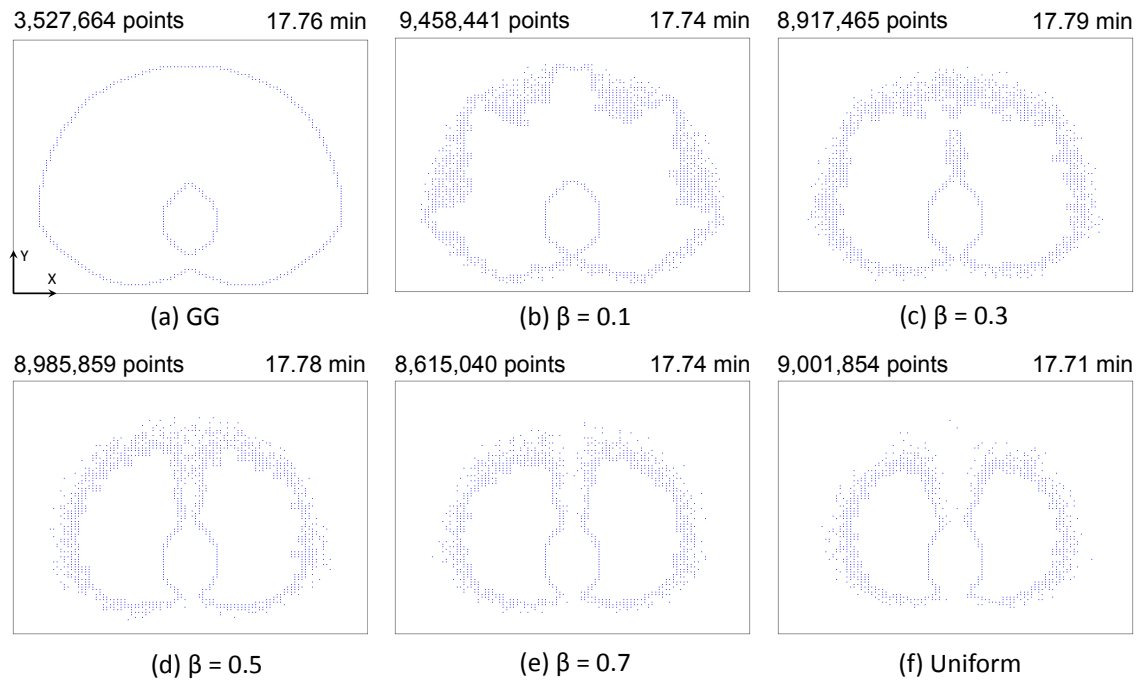 3,527,664 points 17.76 min
9,458,441 points 17.74 min
8,917,465 points 17.79 min
Y
X
(a) GG
(b) β = 0.1
(c) β = 0.3
8,985,859 points 17.78 min
8,615,040 points 17.74 min
9,001,854 points 17.71 min
(d) β = 0.5
(e) β = 0.7
(f) Uniform